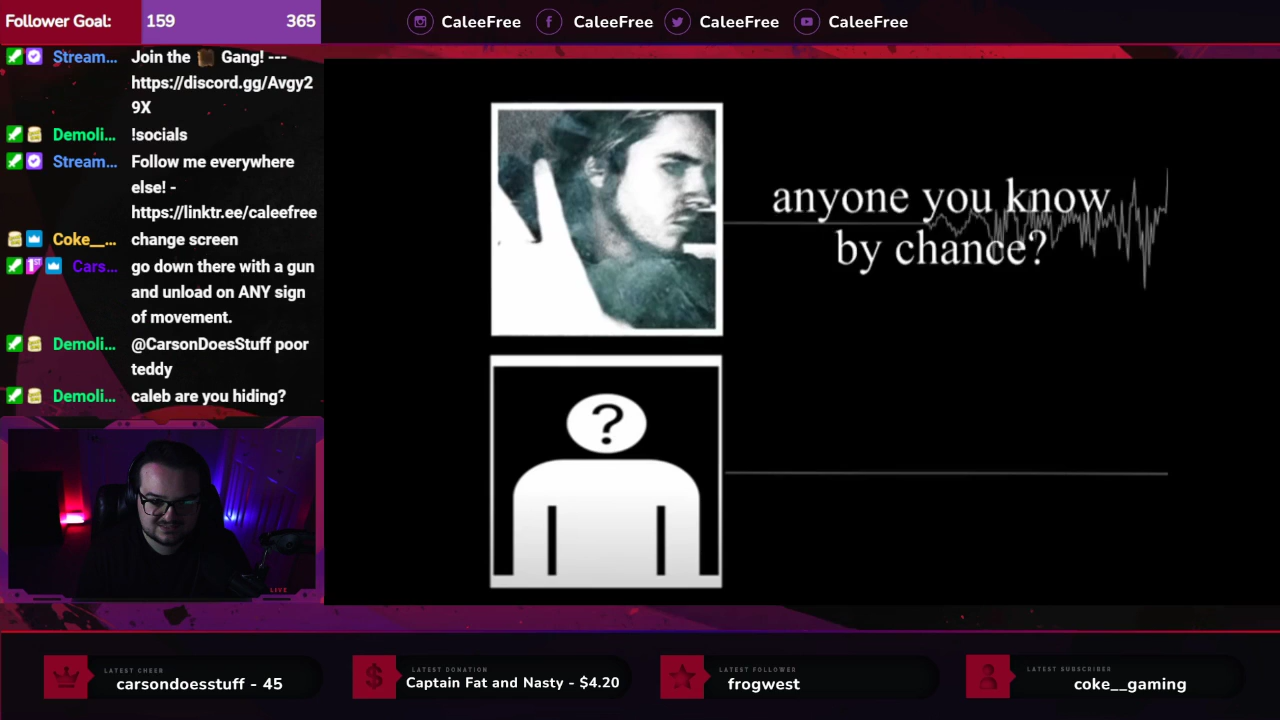 Follower Goal: 159 365
CaleeFree CaleeFree CaleeFree CaleeFree
Stream... Join the Gang! ---
https://discord.gg/Avgy2
9X
Demoli... !socials
Stream... Follow me everywhere
else! -
https://linktr.ee/caleefree
Coke__... change screen
Cars... go down there with a gun
and unload on ANY sign
of movement.
Demoli... @CarsonDoesStuff poor
teddy
Demoli... caleb are you hiding?
anyone you know
by chance?
?
LIVE
LATEST CHEER
carsondoesstuff - 45
LATEST DONATION
Captain Fat and Nasty - $4.20
LATEST FOLLOWER
frogwest
LATEST SUBSCRIBER
coke__gaming